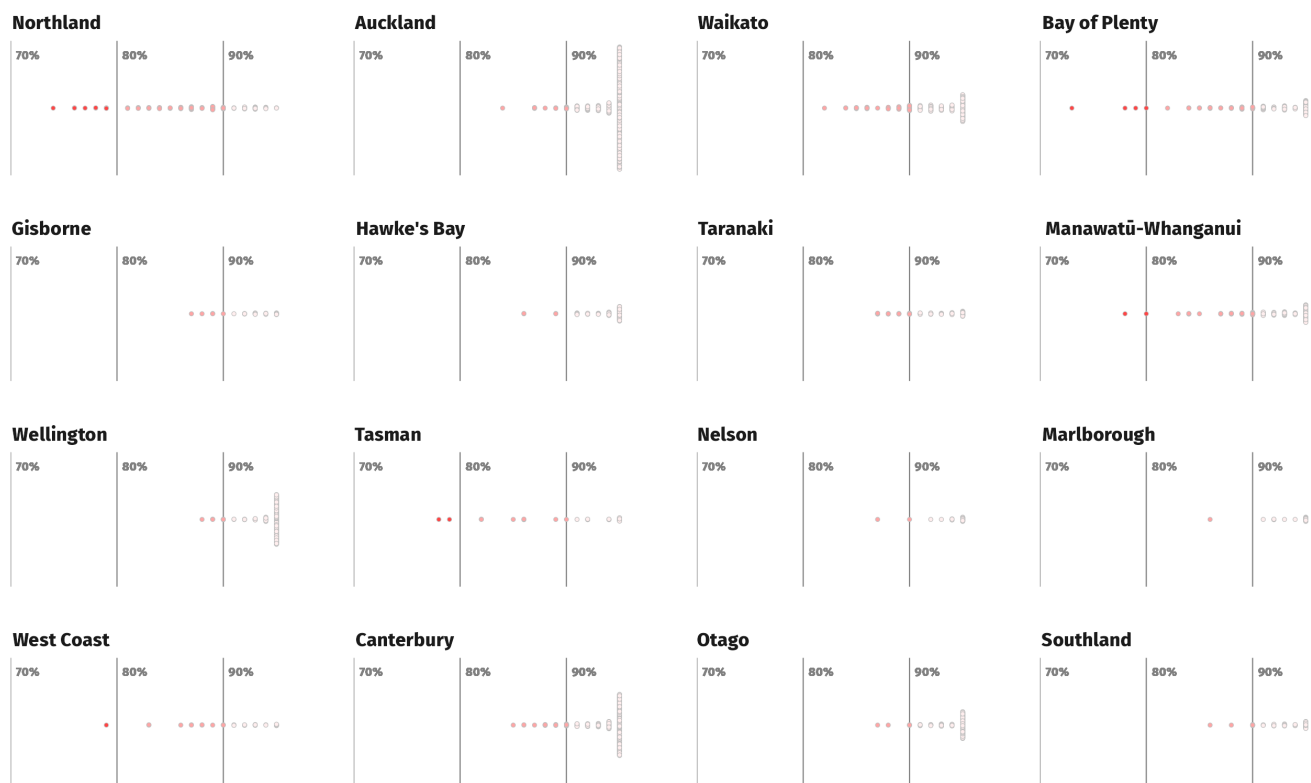 Northland Auckland Waikato Bay of Plenty
70% 80% 90% 70% 80% 90% 70% 80% 90% 70% 80% 90%
Gisborne Hawke's Bay Taranaki Manawatū-Whanganui
70% 80% 90% 70% 80% 90% 70% 80% 90% 70% 80% 90%
Wellington Tasman Nelson Marlborough
70% 80% 90% 70% 80% 90% 70% 80% 90% 70% 80% 90%
West Coast Canterbury Otago Southland
70% 80% 90% 70% 80% 90% 70% 80% 90% 70% 80% 90%